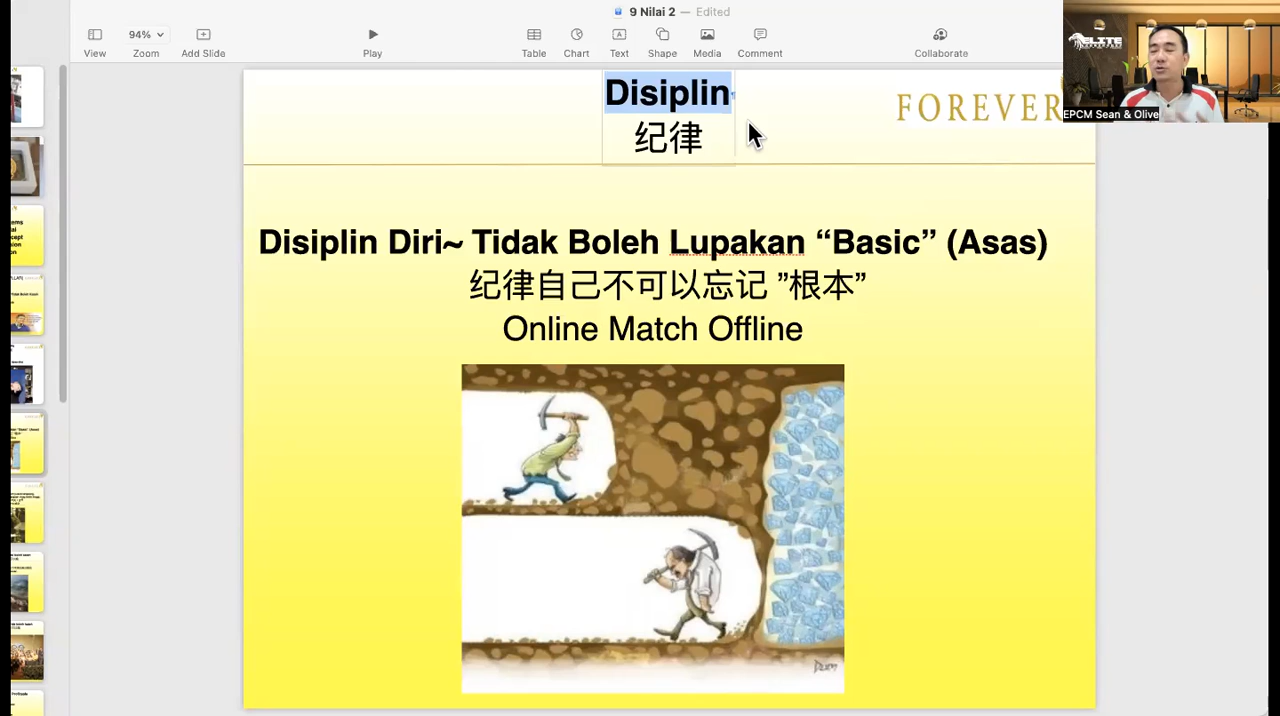 9 Nilai 2 — Edited
94%
View
Zoom
Add Slide
Play
Table
Chart
Text
Shape
Media
Comment
Collaborate
ELITE
EPCM Sean & Olive
Disiplin
纪律
FOREVER
Disiplin Diri~ Tidak Boleh Lupakan “Basic” (Asas)
纪律自己不可以忘记 ”根本”
Online Match Offline